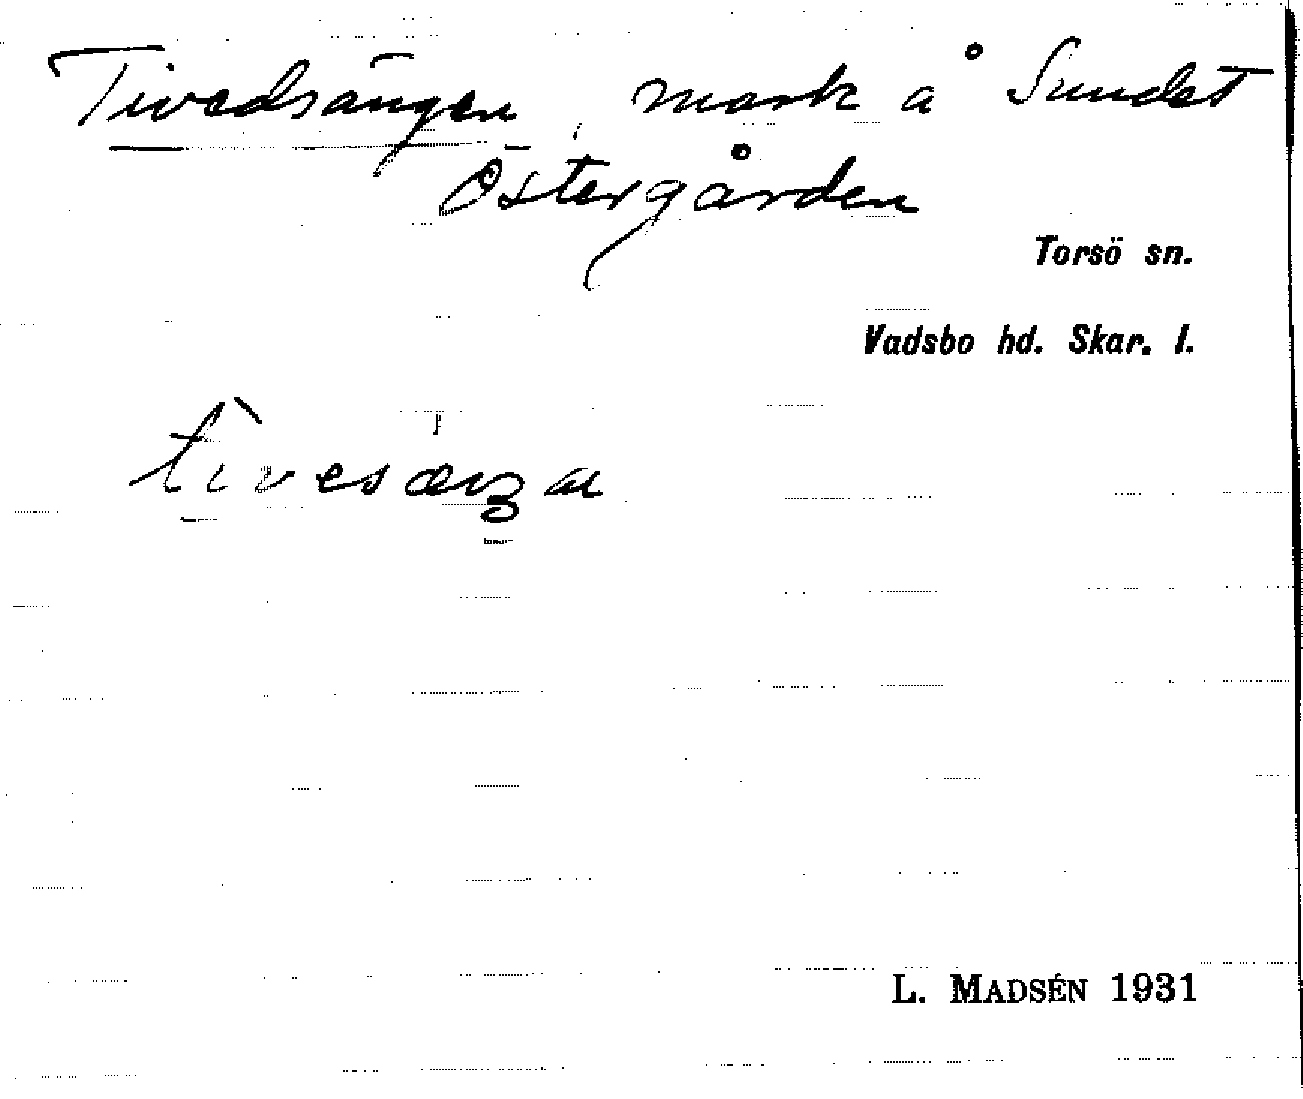 Tivedsängen, mark å Sundet
Östergården
Torsö sn.
Vadsbo hd. Skar. l.
L. MADSÉN 1931